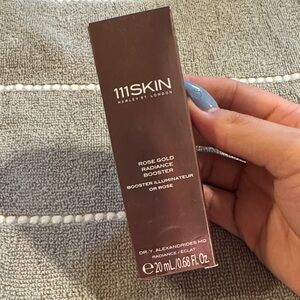 111SKIN
HARLEY ST. LONDON
ROSE GOLD
RADIANCE
BOOSTER
BOOSTER ILLUMINATEUR
OR ROSE
DR. Y. ALEXANDRIDES MD
RADIANCE / ÉCLAT
℮ 20 mL./0.68 Fl. Oz.